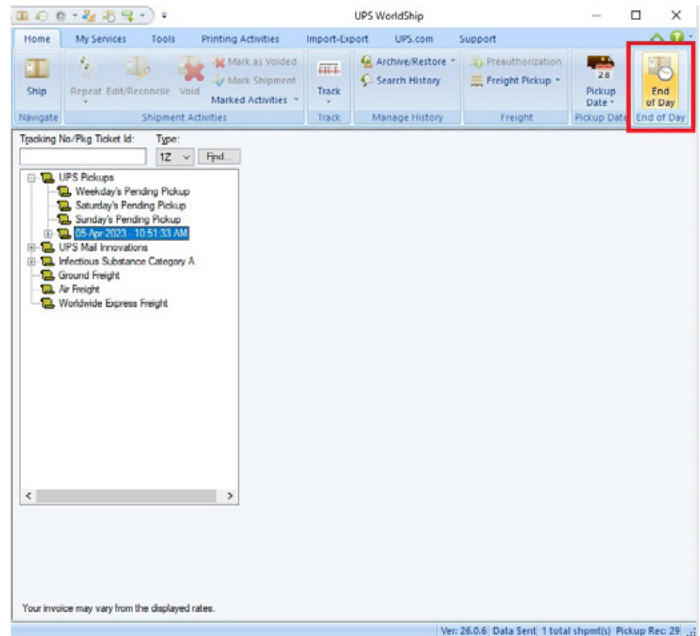 UPS WorldShip
Home My Services Tools Printing Activities Import-Export UPS.com Support
Ship
Repeat Edit/Reconcile Void
Mark as Voided
Mark Shipment
Marked Activities
Track
Archive/Restore
Search History
Preauthorization
Freight Pickup
28
Pickup Date
End of Day
Navigate Shipment Activities Track Manage History Freight Pickup Date End of Day
Tracking No/Pkg Ticket Id: Type:
1Z Find...
UPS Pickups
Weekday's Pending Pickup
Saturday's Pending Pickup
Sunday's Pending Pickup
05-Apr-2023 - 10:51:33 AM
UPS Mail Innovations
Infectious Substance Category A
Ground Freight
Air Freight
Worldwide Express Freight
Your invoice may vary from the displayed rates.
Ver: 26.0.6 Data Sent 1 total shpmt(s) Pickup Rec: 29